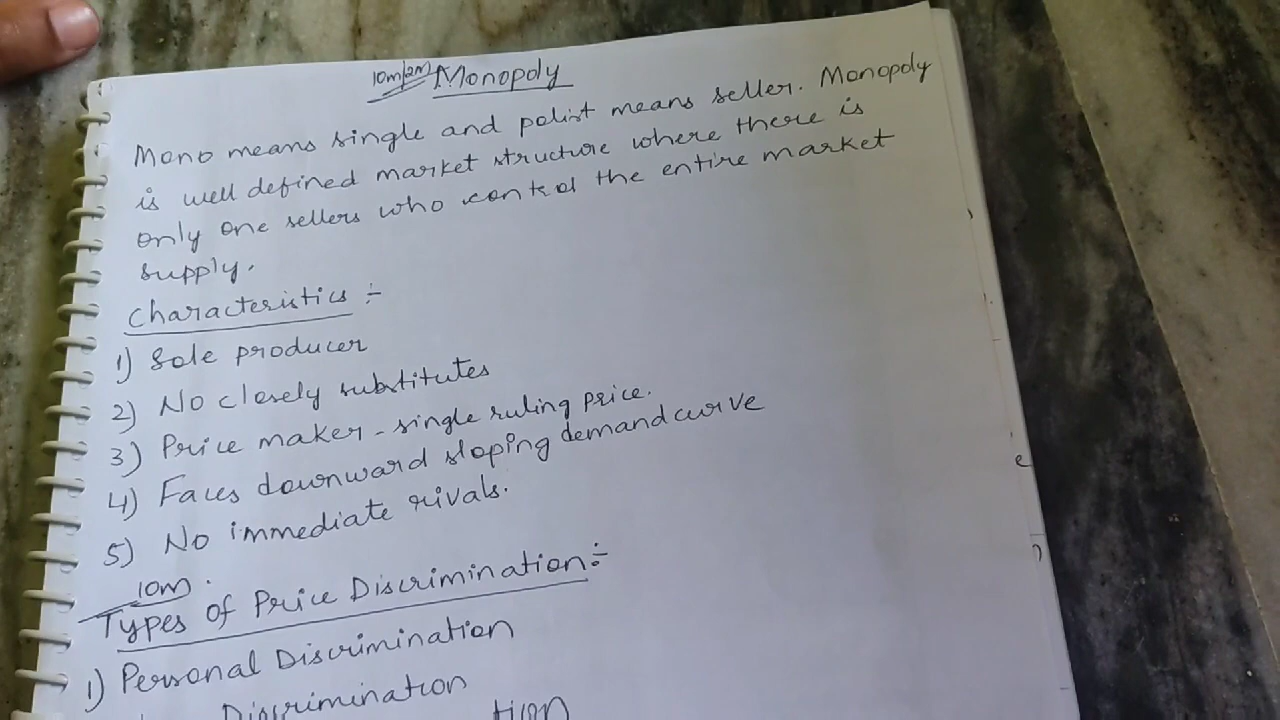 10m/2m Monopoly
Mono means single and polist means seller. Monopoly
is well defined market structure where there is
only one sellers who control the entire market
supply.
Characteristics :-
1) Sole producer
2) No closely substitutes
3) Price maker - single ruling price.
4) Faces downward sloping demand curve
5) No immediate rivals.
10m.
Types of Price Discrimination:-
1) Personal Discrimination
Discrimination
tion